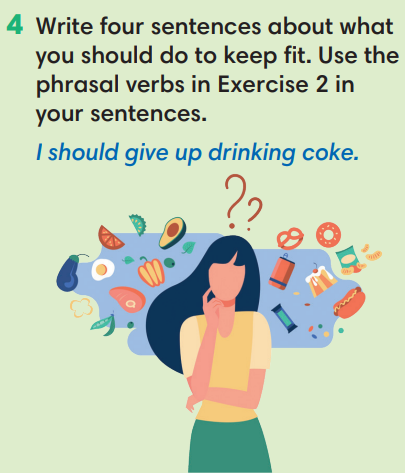 4 Write four sentences about what
you should do to keep fit. Use the
phrasal verbs in Exercise 2 in
your sentences.
I should give up drinking coke.